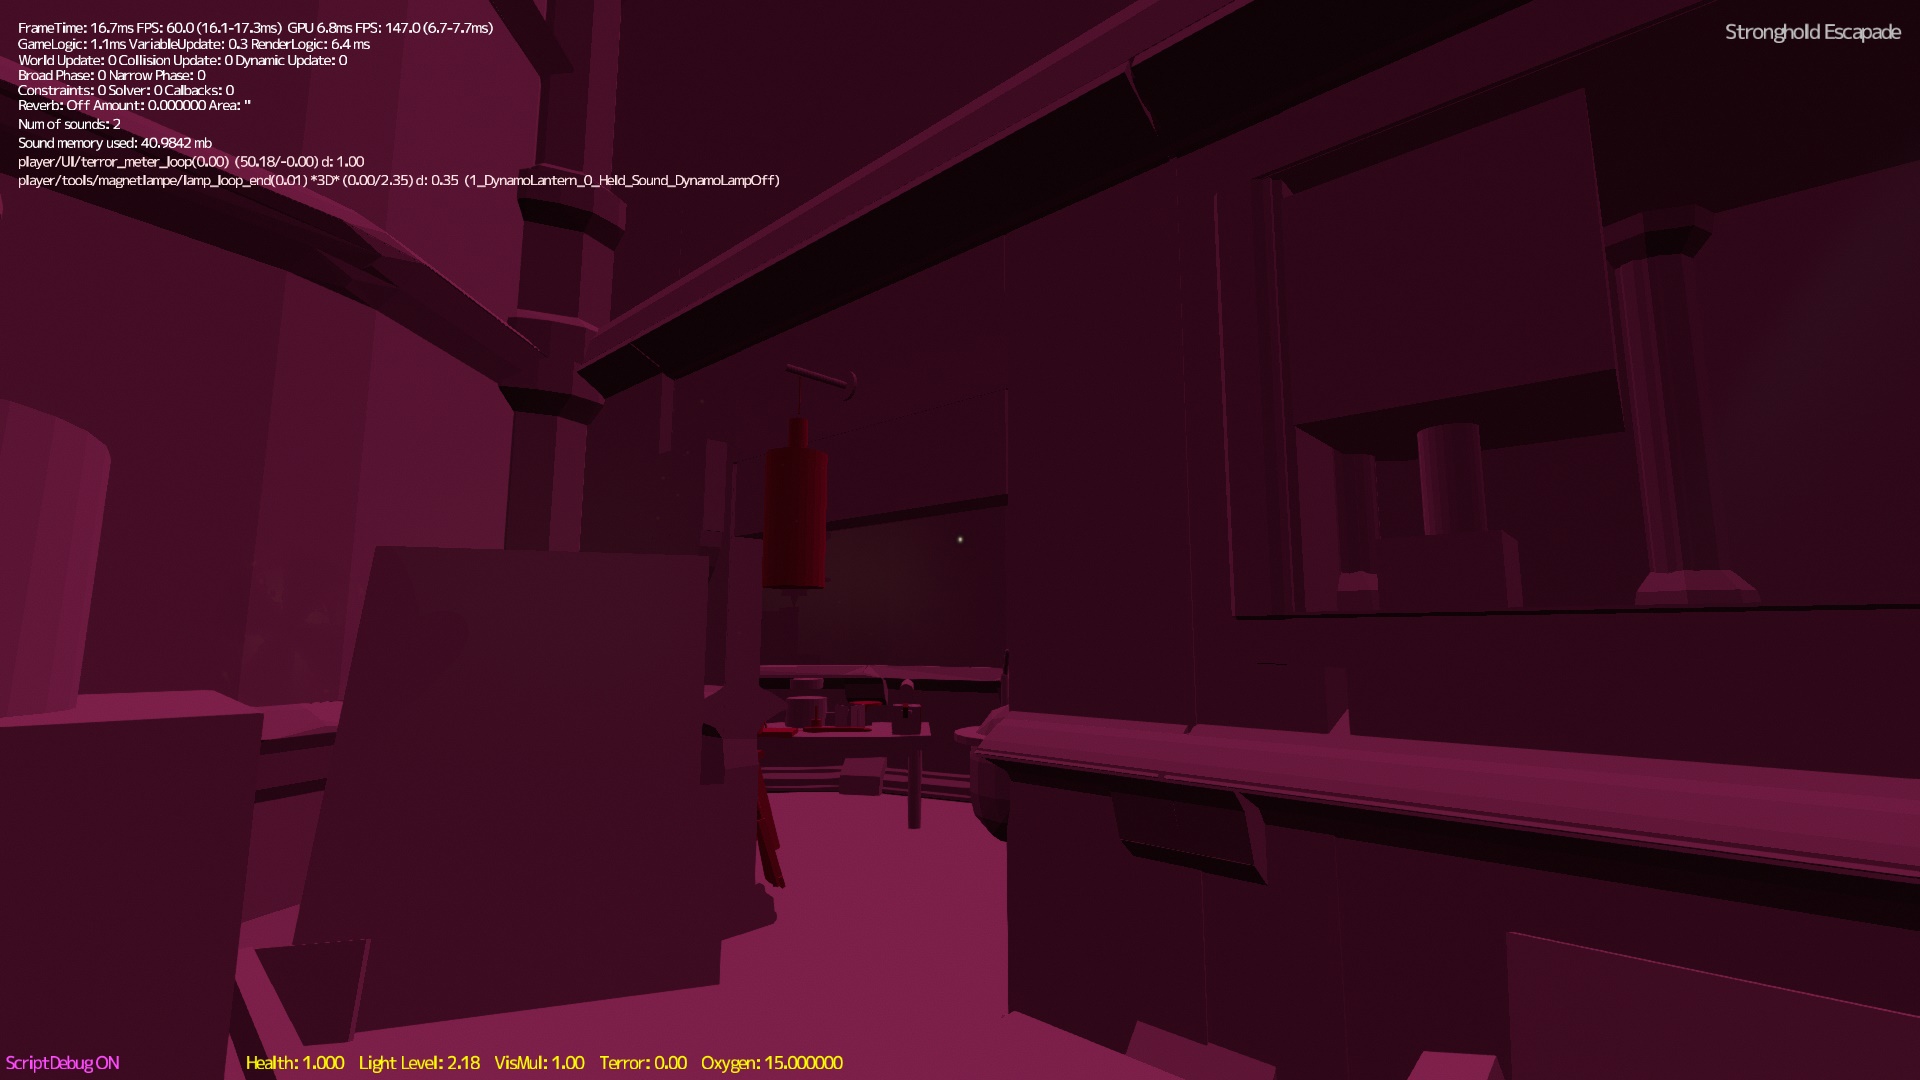 FrameTime: 16.7ms FPS: 60.0 (16.1-17.3ms)  GPU 6.8ms FPS: 147.0 (6.7-7.7ms)
Stronghold Escapade
GameLogic: 1.1ms VariableUpdate: 0.3 RenderLogic: 6.4 ms
World Update: 0 Collision Update: 0 Dynamic Update: 0
Broad Phase: 0 Narrow Phase: 0
Constraints: 0 Solver: 0 Callbacks: 0
Reverb: Off Amount: 0.000000 Area: ''
Num of sounds: 2
Sound memory used: 40.9842 mb
player/UI/terror_meter_loop(0.00)  (50.18/-0.00) d: 1.00
player/tools/magnetlampe/lamp_loop_end(0.01) *3D* (0.00/2.35) d: 0.35  (1_DynamoLantern_0_Held_Sound_DynamoLampOff)
ScriptDebug ON
Health: 1.000   Light Level: 2.18   VisMul: 1.00   Terror: 0.00   Oxygen: 15.000000